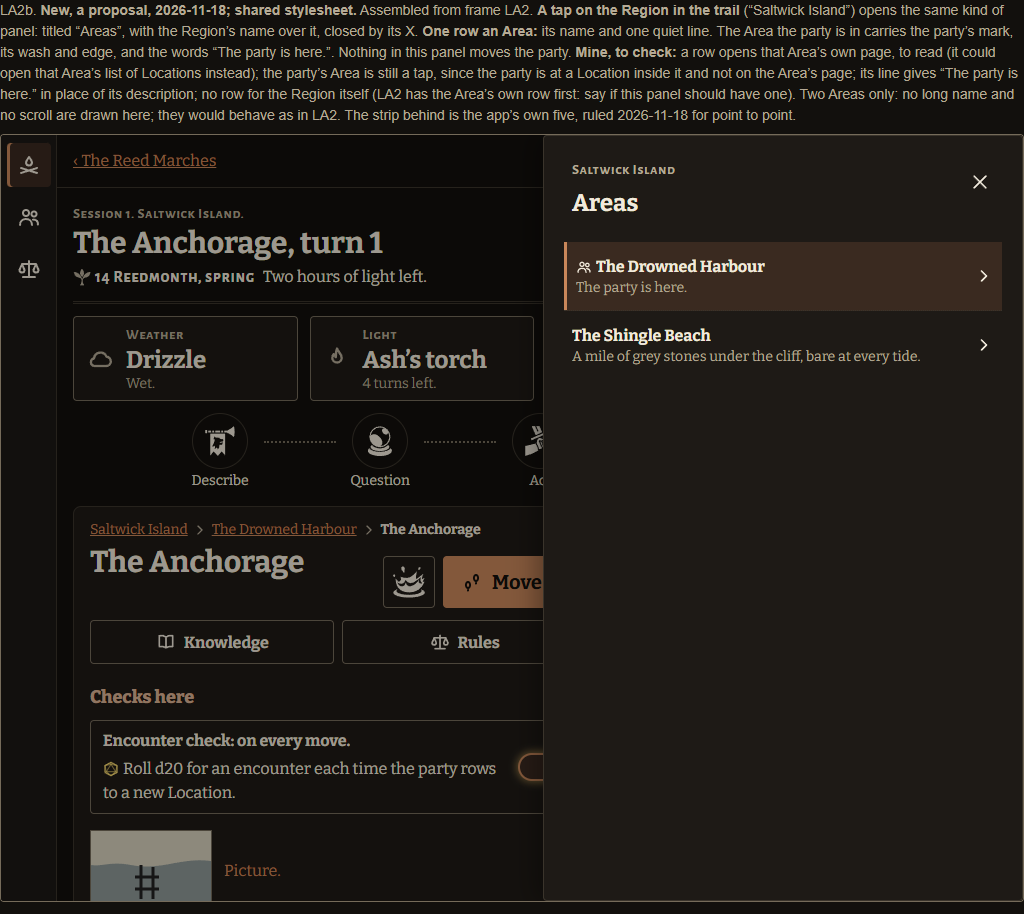 LA2b. New, a proposal, 2026-11-18; shared stylesheet. Assembled from frame LA2. A tap on the Region in the trail (“Saltwick Island”) opens the same kind of
panel: titled “Areas”, with the Region’s name over it, closed by its X. One row an Area: its name and one quiet line. The Area the party is in carries the party’s mark,
its wash and edge, and the words “The party is here.”. Nothing in this panel moves the party. Mine, to check: a row opens that Area’s own page, to read (it could
open that Area’s list of Locations instead); the party’s Area is still a tap, since the party is at a Location inside it and not on the Area’s page; its line gives “The party is
here.” in place of its description; no row for the Region itself (LA2 has the Area’s own row first: say if this panel should have one). Two Areas only: no long name and
no scroll are drawn here; they would behave as in LA2. The strip behind is the app’s own five, ruled 2026-11-18 for point to point.
‹ The Reed Marches
Session 1. Saltwick Island.
The Anchorage, turn 1
14 Reedmonth, spring Two hours of light left.
Weather
Drizzle
Wet.
Light
Ash’s torch
4 turns left.
Describe
Question
Ac
Saltwick Island > The Drowned Harbour > The Anchorage
The Anchorage
Move
Knowledge
Rules
Checks here
Encounter check: on every move.
Roll d20 for an encounter each time the party rows
to a new Location.
Picture.
Saltwick Island
Areas
The Drowned Harbour
The party is here.
The Shingle Beach
A mile of grey stones under the cliff, bare at every tide.